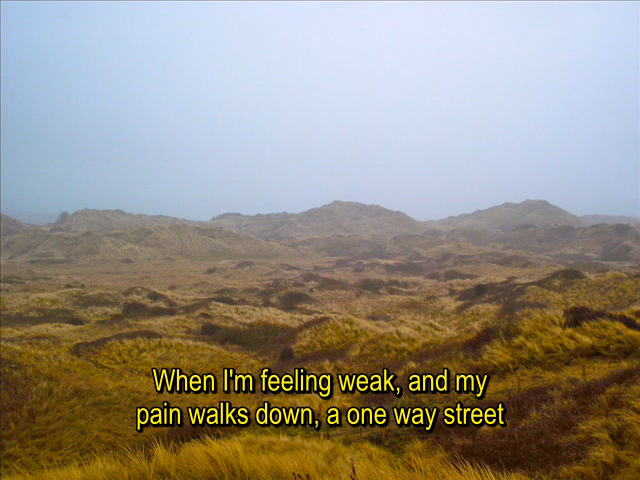 When I'm feeling weak, and my
pain walks down, a one way street